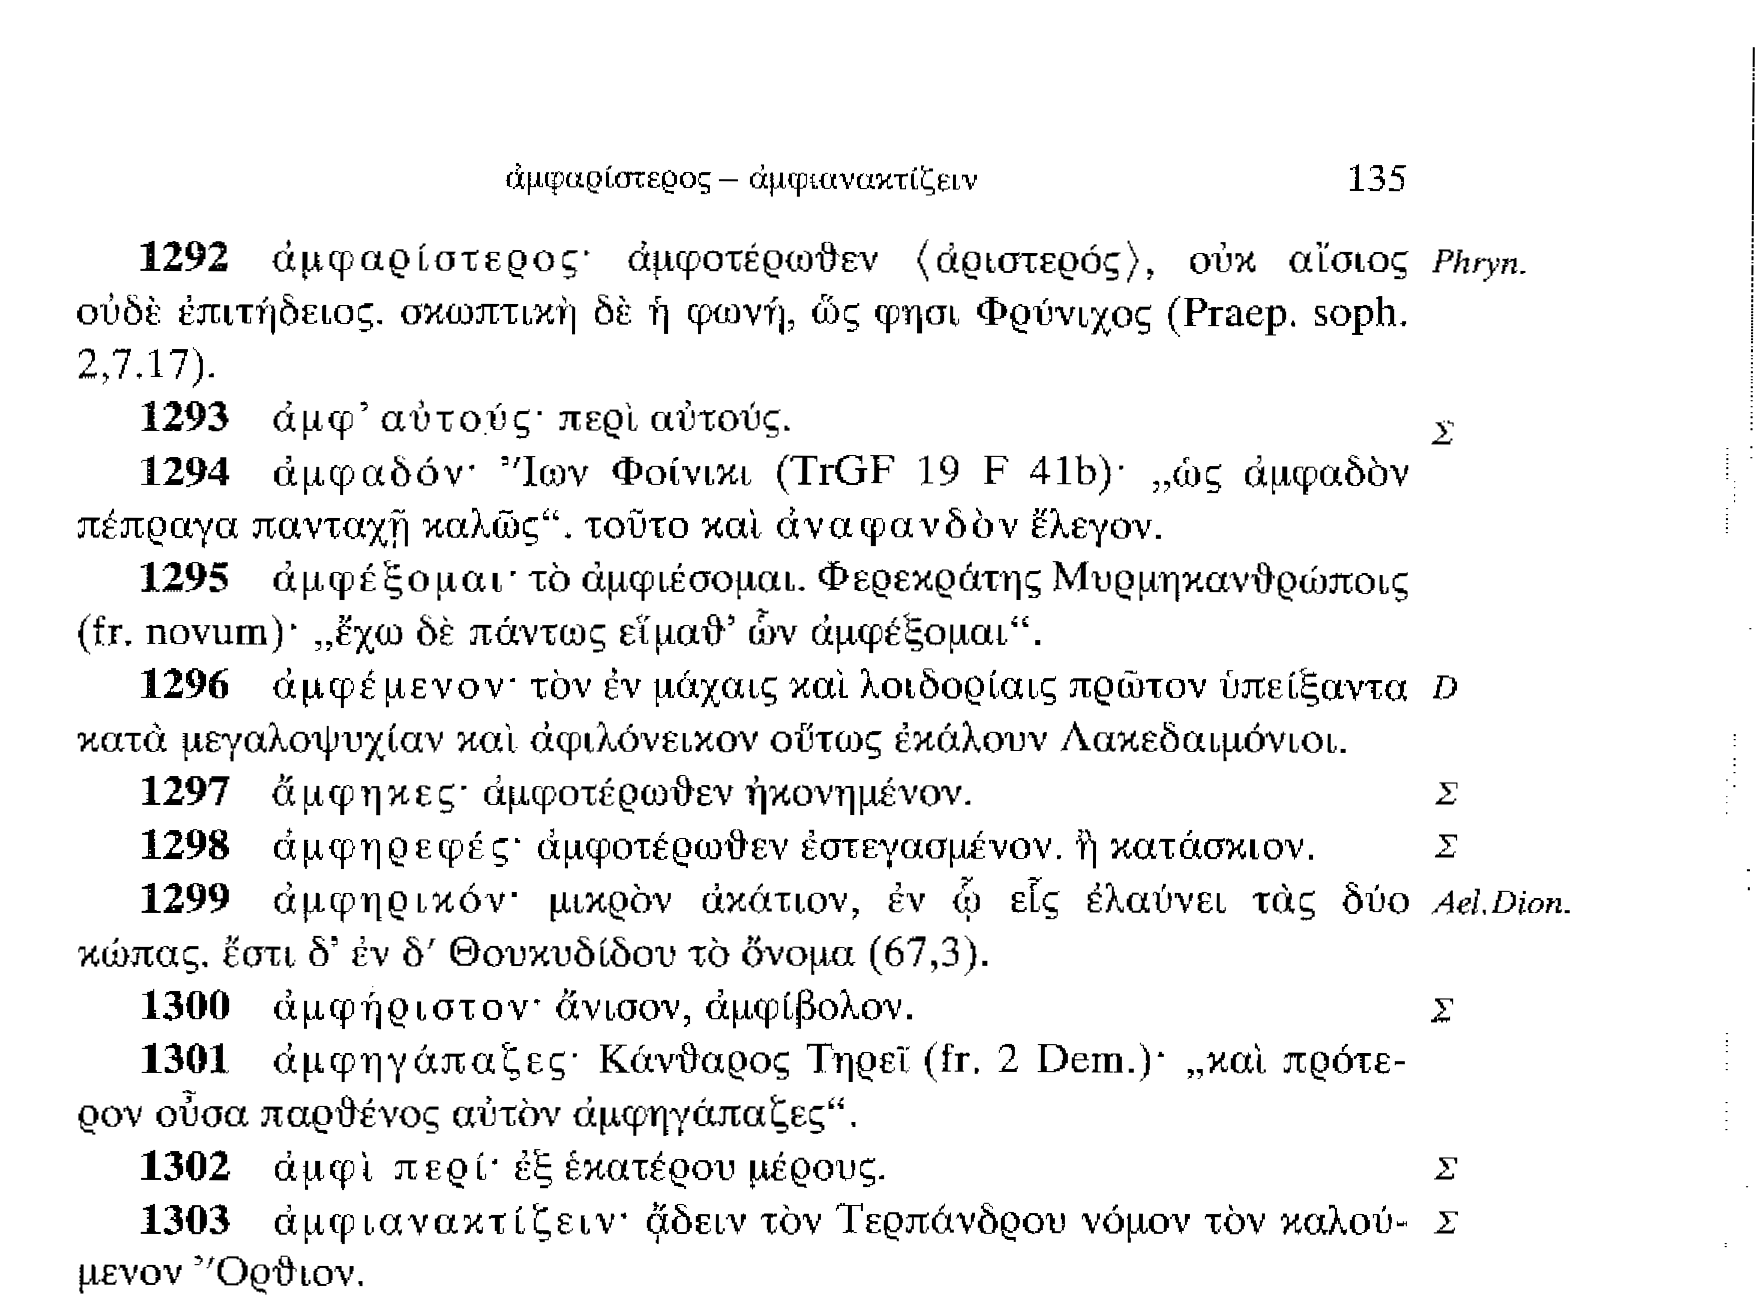 ἀμφαρίστερος – ἀμφιανακτίζειν 135
1292 ἀμφαρίστερος· ἀμφοτέρωθεν ⟨ἀριστερός⟩, οὐκ αἴσιος Phryn.
οὐδὲ ἐπιτήδειος. σκωπτικὴ δὲ ἡ φωνή, ὥς φησι Φρύνιχος (Praep. soph.
2,7.17).
1293 ἀμφ’ αὐτούς· περὶ αὐτούς. Σ
1294 ἀμφαδόν· Ἴων Φοίνικι (TrGF 19 F 41b)· „ὡς ἀμφαδὸν
πέπραγα πανταχῇ καλῶς“. τοῦτο καὶ ἀναφανδὸν ἔλεγον.
1295 ἀμφέξομαι· τὸ ἀμφιέσομαι. Φερεκράτης Μυρμηκανθρώποις
(fr. novum)· „ἔχω δὲ πάντως εἵμαθ’ ὧν ἀμφέξομαι“.
1296 ἀμφέμενον· τὸν ἐν μάχαις καὶ λοιδορίαις πρῶτον ὑπείξαντα D
κατὰ μεγαλοψυχίαν καὶ ἀφιλόνεικον οὕτως ἐκάλουν Λακεδαιμόνιοι.
1297 ἄμφηκες· ἀμφοτέρωθεν ἠκονημένον. Σ
1298 ἀμφηρεφές· ἀμφοτέρωθεν ἐστεγασμένον. ἢ κατάσκιον. Σ
1299 ἀμφηρικόν· μικρὸν ἀκάτιον, ἐν ᾧ εἷς ἐλαύνει τὰς δύο Ael.Dion.
κώπας. ἔστι δ’ ἐν δ′ Θουκυδίδου τὸ ὄνομα (67,3).
1300 ἀμφήριστον· ἄνισον, ἀμφίβολον. Σ
1301 ἀμφηγάπαζες· Κάνθαρος Τηρεῖ (fr. 2 Dem.)· „καὶ πρότε-
ρον οὖσα παρθένος αὐτὸν ἀμφηγάπαζες“.
1302 ἀμφὶ περί· ἐξ ἑκατέρου μέρους. Σ
1303 ἀμφιανακτίζειν· ᾄδειν τὸν Τερπάνδρου νόμον τὸν καλού- Σ
μενον Ὄρθιον.